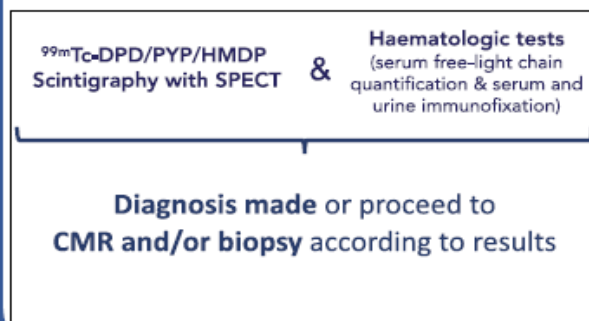 ⁹⁹ᵐTc-DPD/PYP/HMDP
Scintigraphy with SPECT
&
Haematologic tests
(serum free-light chain
quantification & serum and
urine immunofixation)
Diagnosis made or proceed to
CMR and/or biopsy according to results